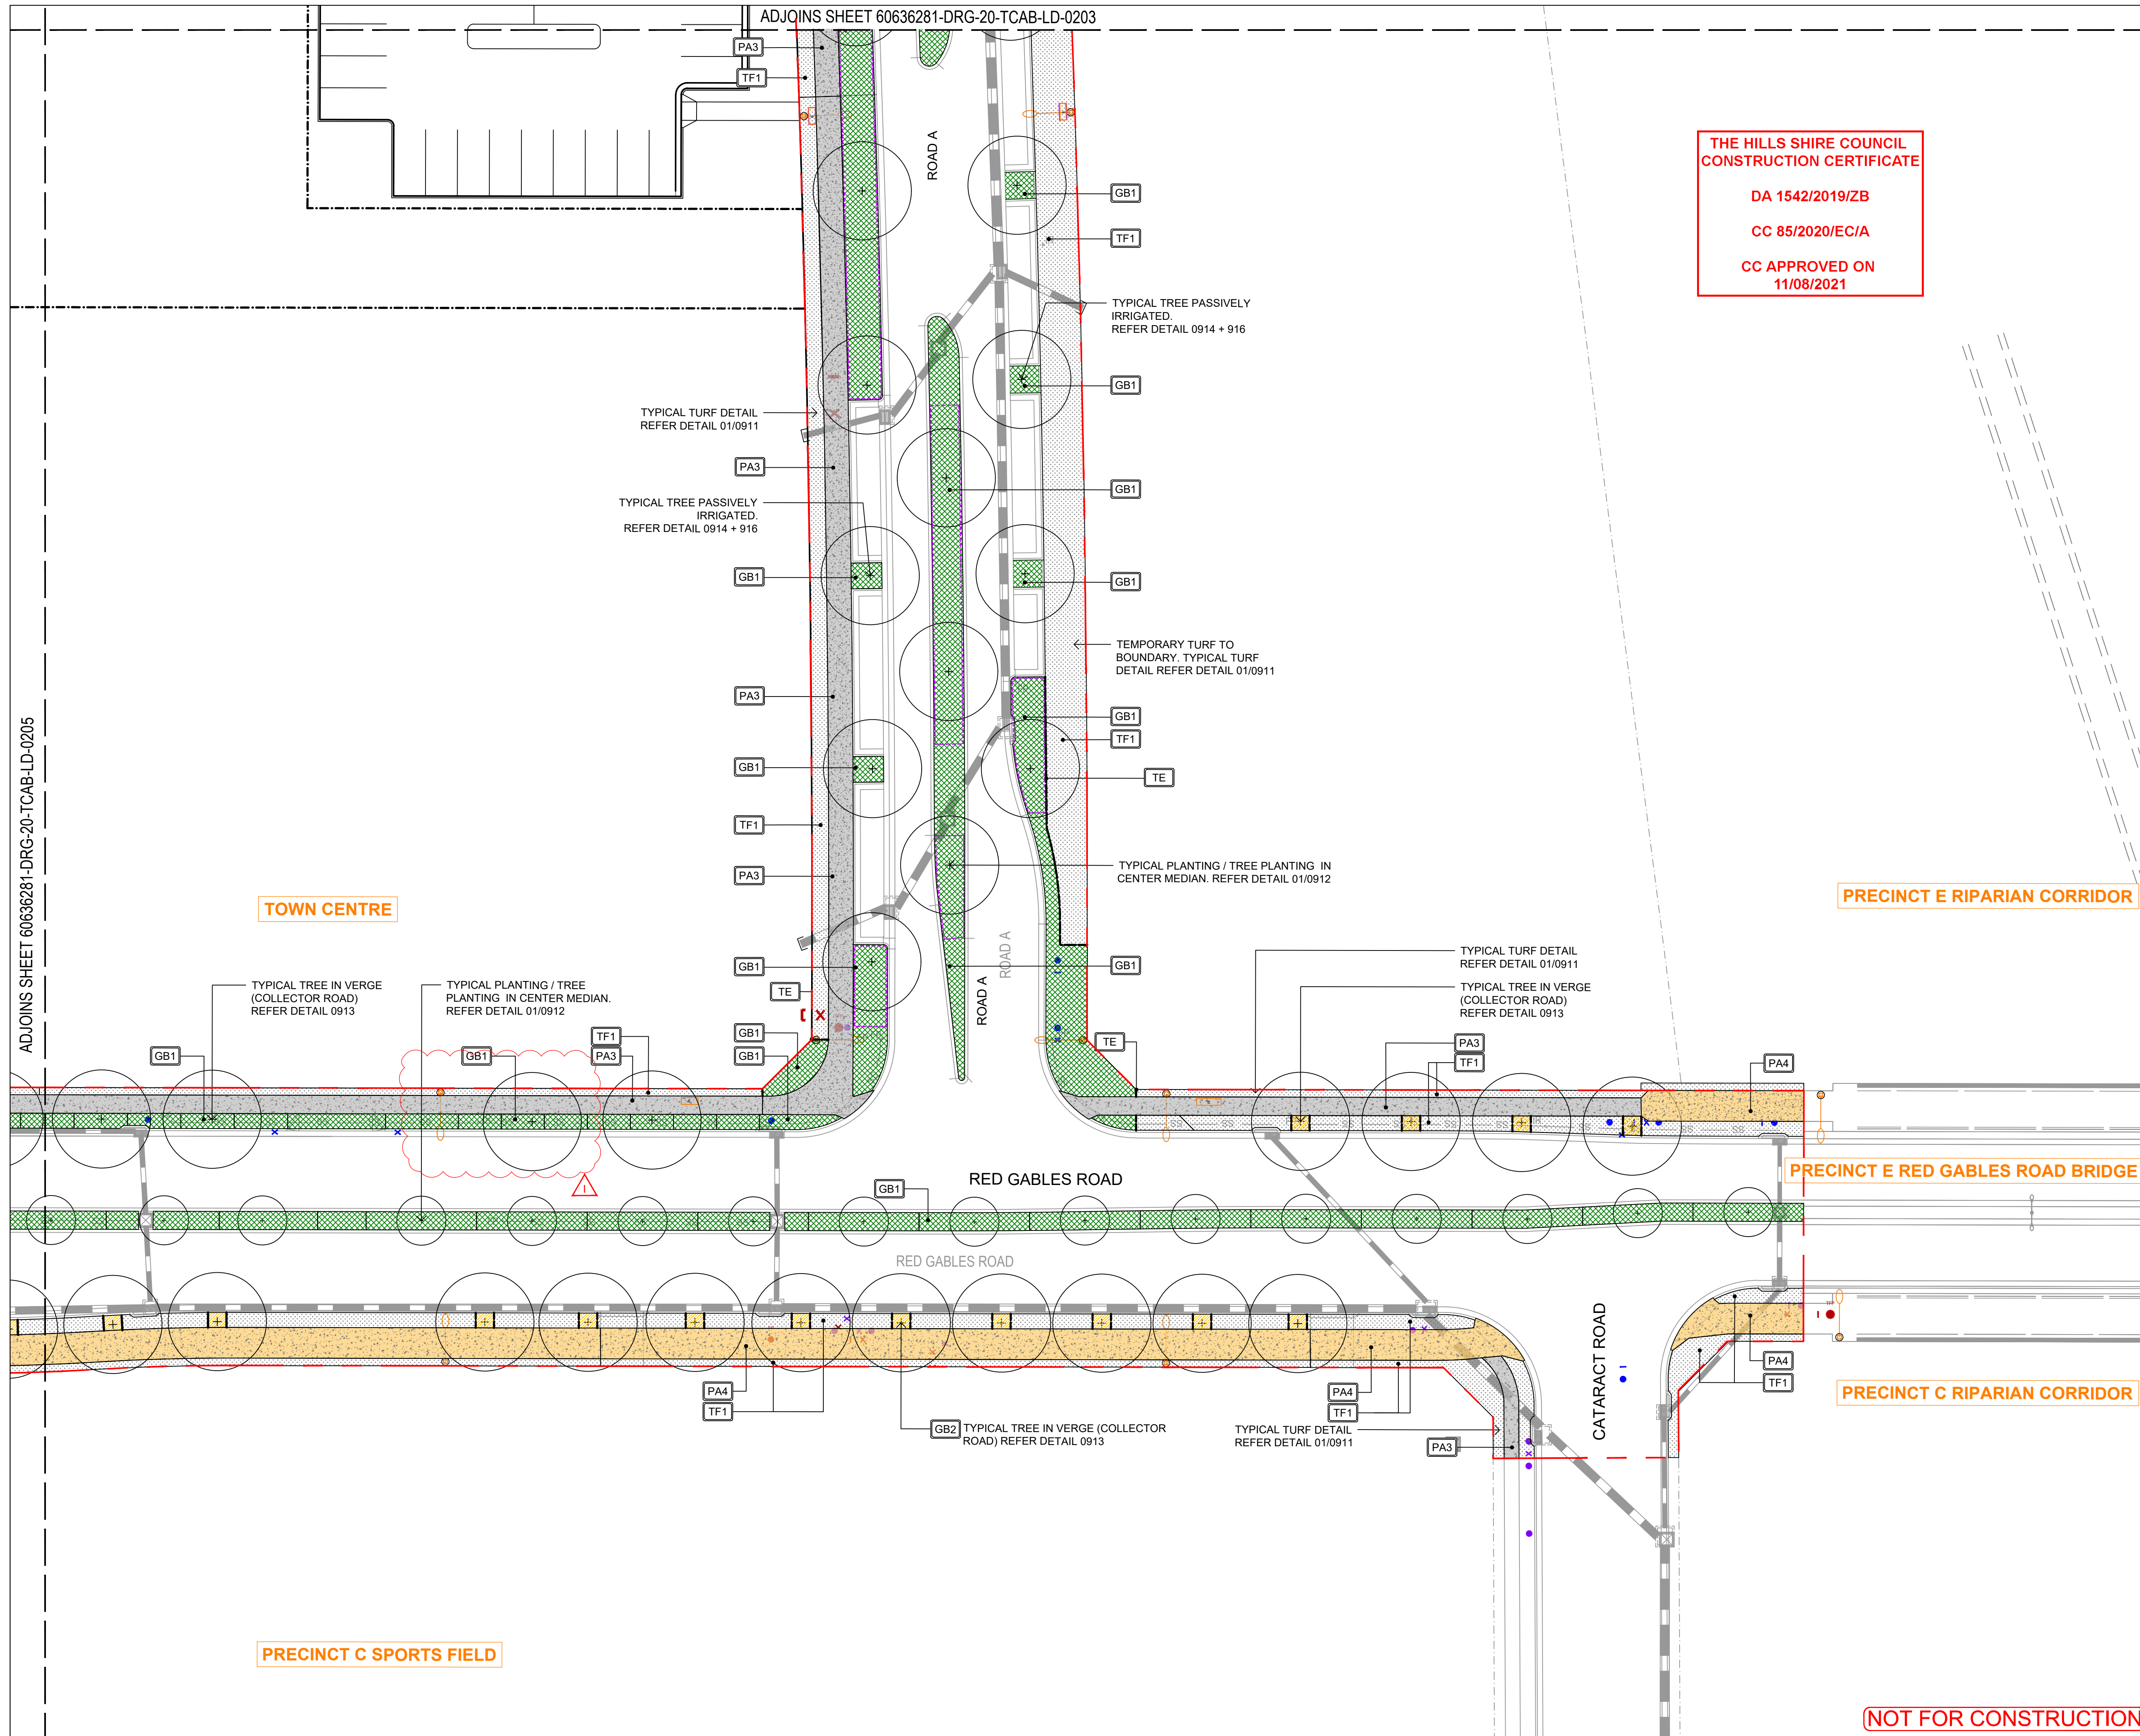 ADJOINS SHEET 60636281-DRG-20-TCAB-LD-0203
PA3
TF1
ROAD A
THE HILLS SHIRE COUNCIL
CONSTRUCTION CERTIFICATE
DA 1542/2019/ZB
CC 85/2020/EC/A
CC APPROVED ON
11/08/2021
GB1
TF1
TYPICAL TREE PASSIVELY
IRRIGATED.
REFER DETAIL 0914 + 916
GB1
TYPICAL TURF DETAIL
REFER DETAIL 01/0911
PA3
GB1
TYPICAL TREE PASSIVELY
IRRIGATED.
REFER DETAIL 0914 + 916
GB1
GB1
TEMPORARY TURF TO
BOUNDARY. TYPICAL TURF
DETAIL REFER DETAIL 01/0911
PA3
GB1
TF1
GB1
TE
TF1
PA3
TYPICAL PLANTING / TREE PLANTING IN
CENTER MEDIAN. REFER DETAIL 01/0912
ADJOINS SHEET 60636281-DRG-20-TCAB-LD-0205
TOWN CENTRE
PRECINCT E RIPARIAN CORRIDOR
GB1
ROAD A
GB1
TYPICAL TURF DETAIL
REFER DETAIL 01/0911
TYPICAL TREE IN VERGE
(COLLECTOR ROAD)
REFER DETAIL 0913
TYPICAL PLANTING / TREE
PLANTING IN CENTER MEDIAN.
REFER DETAIL 01/0912
TE
ROAD A
TYPICAL TREE IN VERGE
(COLLECTOR ROAD)
REFER DETAIL 0913
GB1
GB1
TF1
PA3
GB1
GB1
TE
PA3
TF1
PA4
SS SS S SS SS SS SS SS
PRECINCT E RED GABLES ROAD BRIDGE
RED GABLES ROAD
GB1
RED GABLES ROAD
CATARACT ROAD
PA4
TF1
PA4
TF1
PA4
TF1
PRECINCT C RIPARIAN CORRIDOR
GB2
TYPICAL TREE IN VERGE (COLLECTOR
ROAD) REFER DETAIL 0913
TYPICAL TURF DETAIL
REFER DETAIL 01/0911
PA3
PRECINCT C SPORTS FIELD
NOT FOR CONSTRUCTION